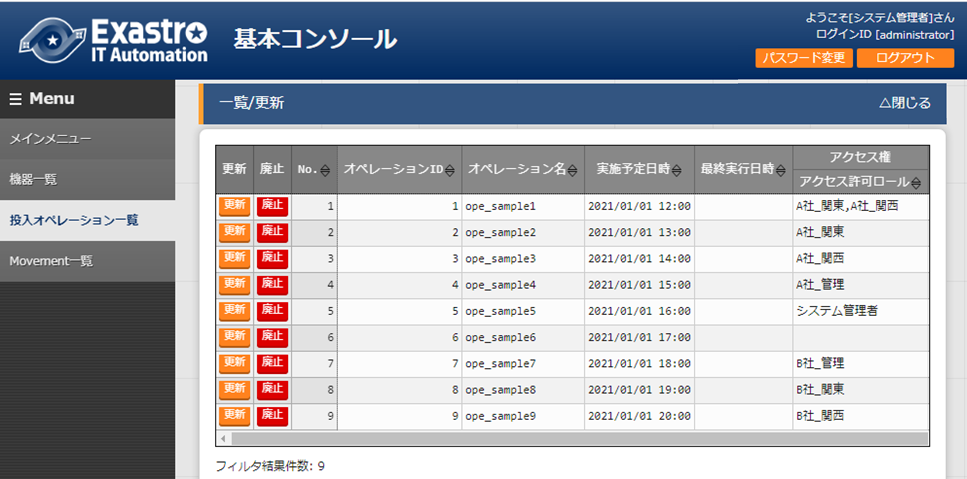 Exastro
IT Automation
基本コンソール
ようこそ[システム管理者]さん
ログインID [administrator]
パスワード変更 ログアウト
Menu
メインメニュー
機器一覧
投入オペレーション一覧
Movement一覧
一覧/更新 △閉じる
更新 廃止 No. オペレーションID オペレーション名 実施予定日時 最終実行日時 アクセス権
アクセス許可ロール
更新 廃止 1 1 ope_sample1 2021/01/01 12:00 A社_関東,A社_関西
更新 廃止 2 2 ope_sample2 2021/01/01 13:00 A社_関東
更新 廃止 3 3 ope_sample3 2021/01/01 14:00 A社_関西
更新 廃止 4 4 ope_sample4 2021/01/01 15:00 A社_管理
更新 廃止 5 5 ope_sample5 2021/01/01 16:00 システム管理者
更新 廃止 6 6 ope_sample6 2021/01/01 17:00
更新 廃止 7 7 ope_sample7 2021/01/01 18:00 B社_管理
更新 廃止 8 8 ope_sample8 2021/01/01 19:00 B社_関東
更新 廃止 9 9 ope_sample9 2021/01/01 20:00 B社_関西
フィルタ結果件数: 9